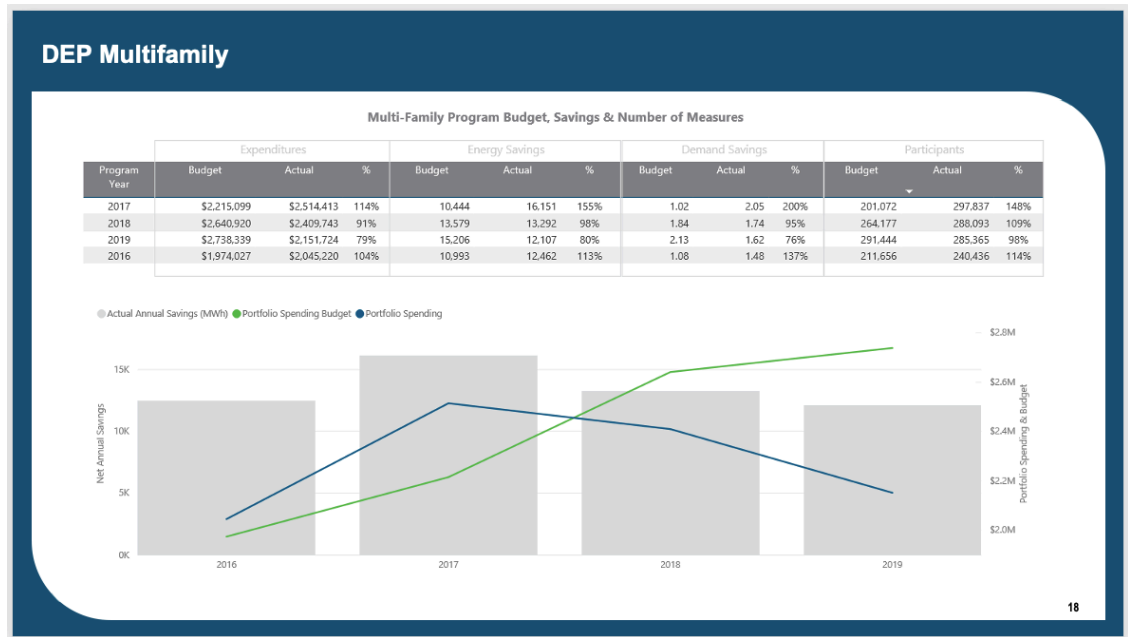 DEP Multifamily
Multi-Family Program Budget, Savings & Number of Measures
Expenditures Energy Savings Demand Savings Participants
Program Year Budget Actual % Budget Actual % Budget Actual % Budget Actual %
2017 $2,215,099 $2,514,413 114% 10,444 16,151 155% 1.02 2.05 200% 201,072 297,837 148%
2018 $2,640,920 $2,409,743 91% 13,579 13,292 98% 1.84 1.74 95% 264,177 288,093 109%
2019 $2,738,339 $2,151,724 79% 15,206 12,107 80% 2.13 1.62 76% 291,444 285,365 98%
2016 $1,974,027 $2,045,220 104% 10,993 12,462 113% 1.08 1.48 137% 211,656 240,436 114%
Actual Annual Savings (MWh) Portfolio Spending Budget Portfolio Spending
Net Annual Savings
15K
10K
5K
0K
$2.8M
$2.6M
$2.4M
$2.2M
$2.0M
Portfolio Spending & Budget
2016 2017 2018 2019
18